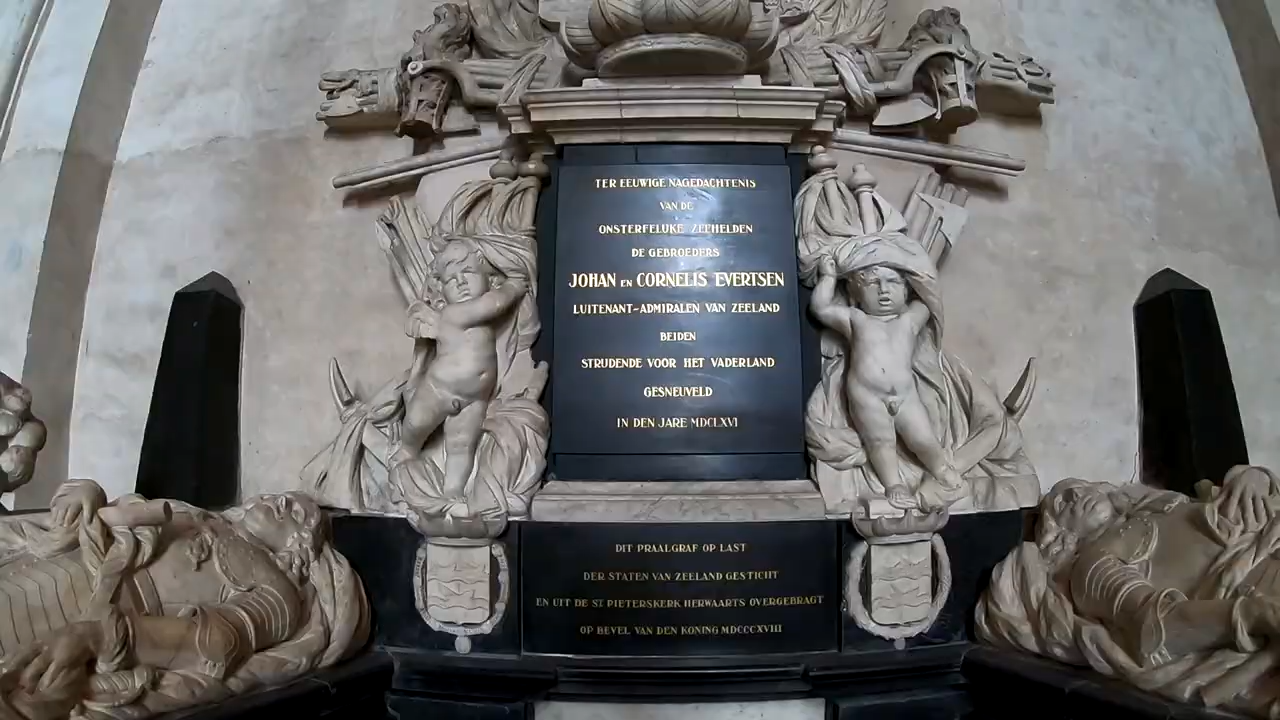 TER EEUWIGE NAGEDACHTENIS
VAN DE
ONSTERFELIJKE ZEEHELDEN
DE GEBROEDERS
JOHAN EN CORNELIS EVERTSEN
LUITENANT-ADMIRALEN VAN ZEELAND
BEIDEN
STRIJDENDE VOOR HET VADERLAND
GESNEUVELD
IN DEN JARE MDCLXVI
DIT PRAALGRAF OP LAST
DER STATEN VAN ZEELAND GESTICHT
EN UIT DE ST PIETERSKERK HERWAARTS OVERGEBRAGT
OP BEVEL VAN DEN KONING MDCCCXVIII